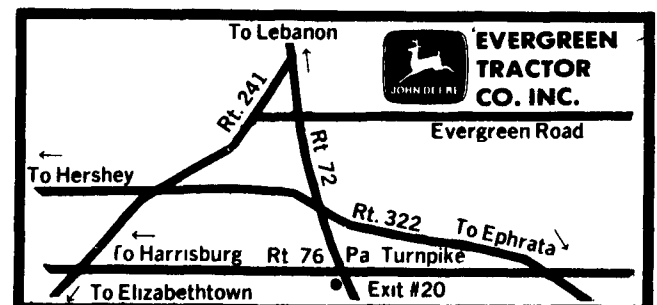 To Lebanon
EVERGREEN
TRACTOR
CO. INC.
JOHN DEERE
Rt. 241
Evergreen Road
Rt 72
To Hershey
Rt. 322
To Ephrata
To Harrisburg Rt 76 Pa Turnpike
To Elizabethtown
Exit #20